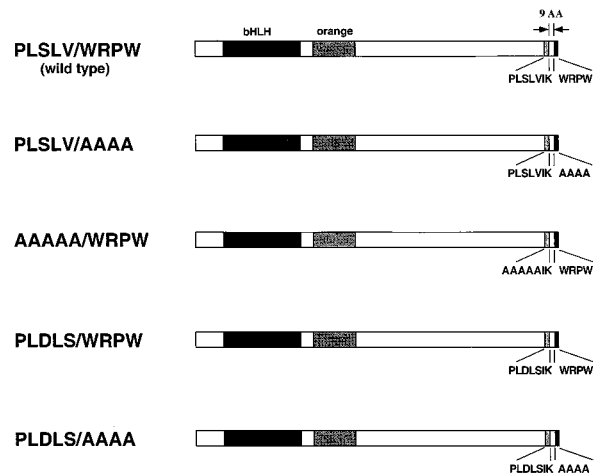 9 AA
bHLH orange
PLSLV/WRPW
(wild type)
PLSLVIK WRPW
PLSLV/AAAA
PLSLVIK AAAA
AAAAA/WRPW
AAAAAIK WRPW
PLDLS/WRPW
PLDLSIK WRPW
PLDLS/AAAA
PLDLSIK AAAA